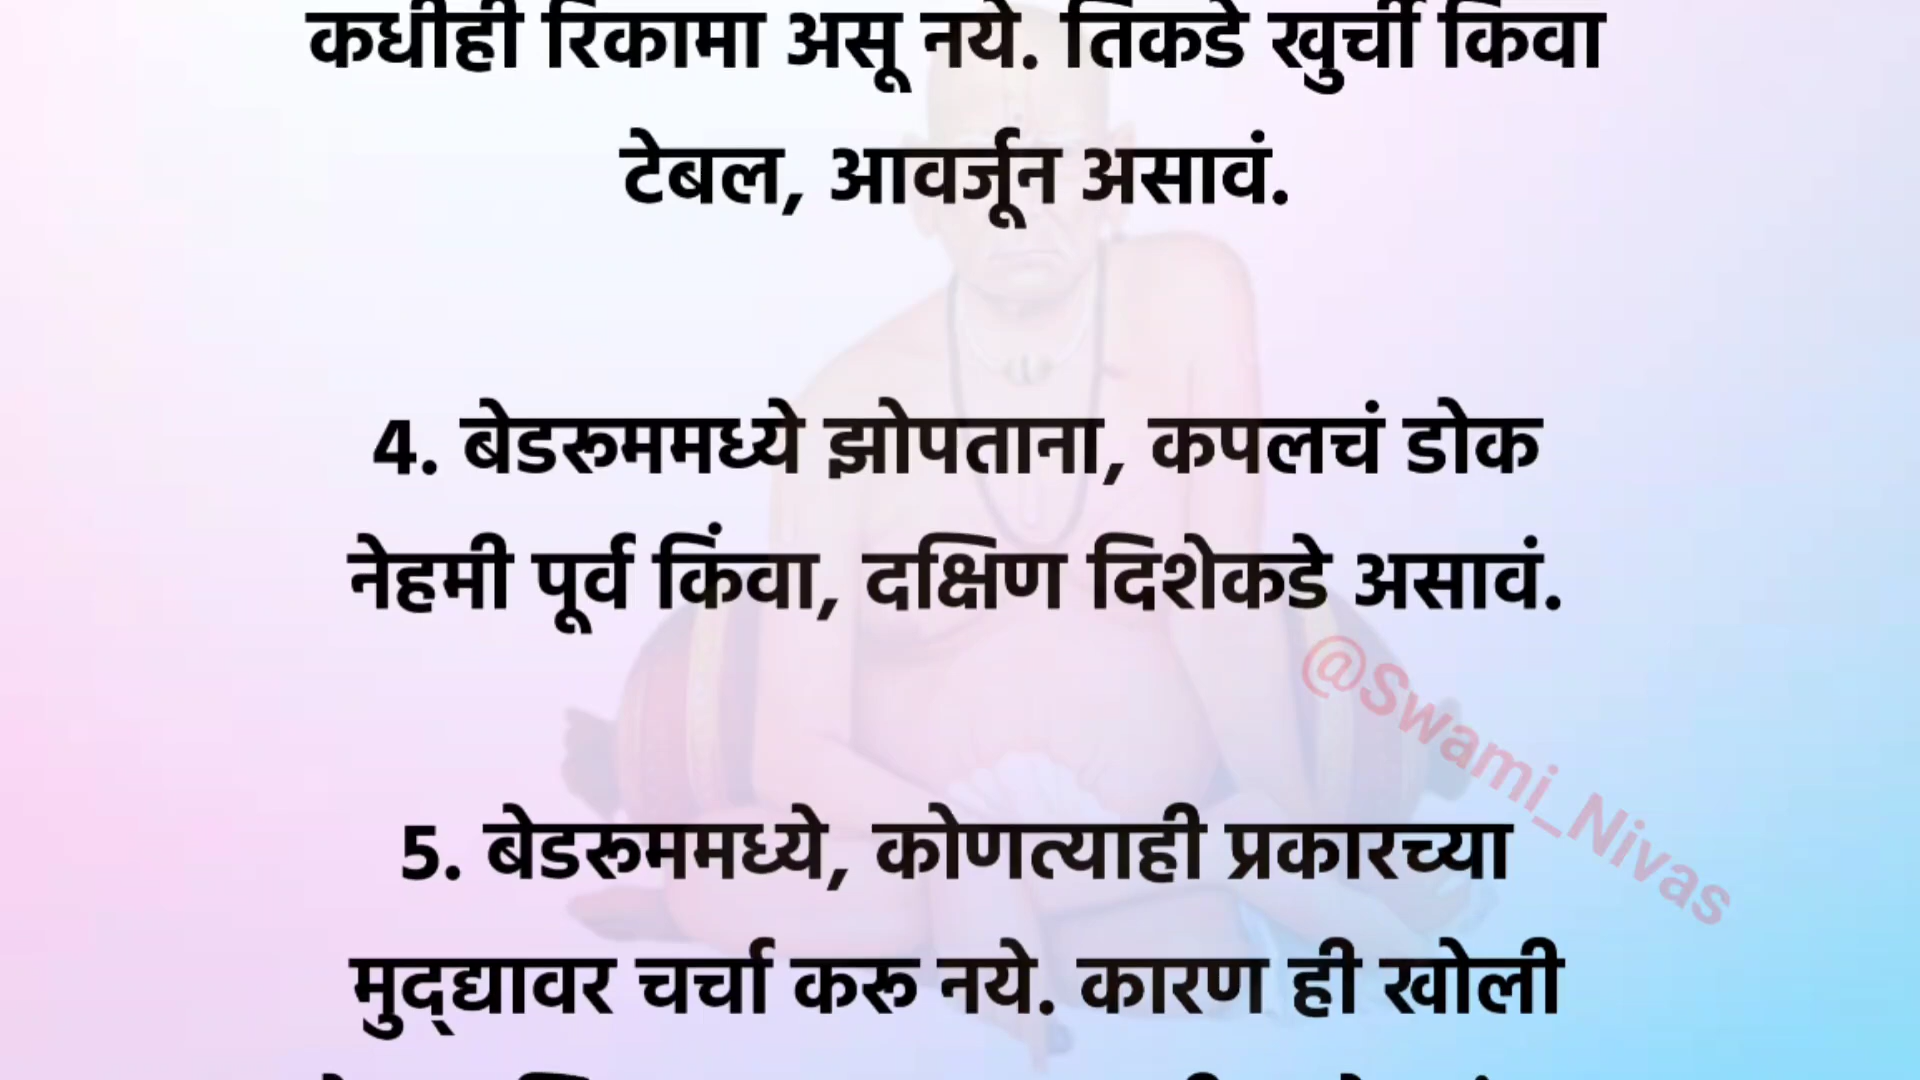 कधीही रिकामा असू नये. तिकडे खुर्ची किंवा
टेबल, आवर्जून असावं.
4. बेडरूममध्ये झोपताना, कपलचं डोक
नेहमी पूर्व किंवा, दक्षिण दिशेकडे असावं.
@Swami_Nivas
5. बेडरूममध्ये, कोणत्याही प्रकारच्या
मुद्द्यावर चर्चा करू नये. कारण ही खोली